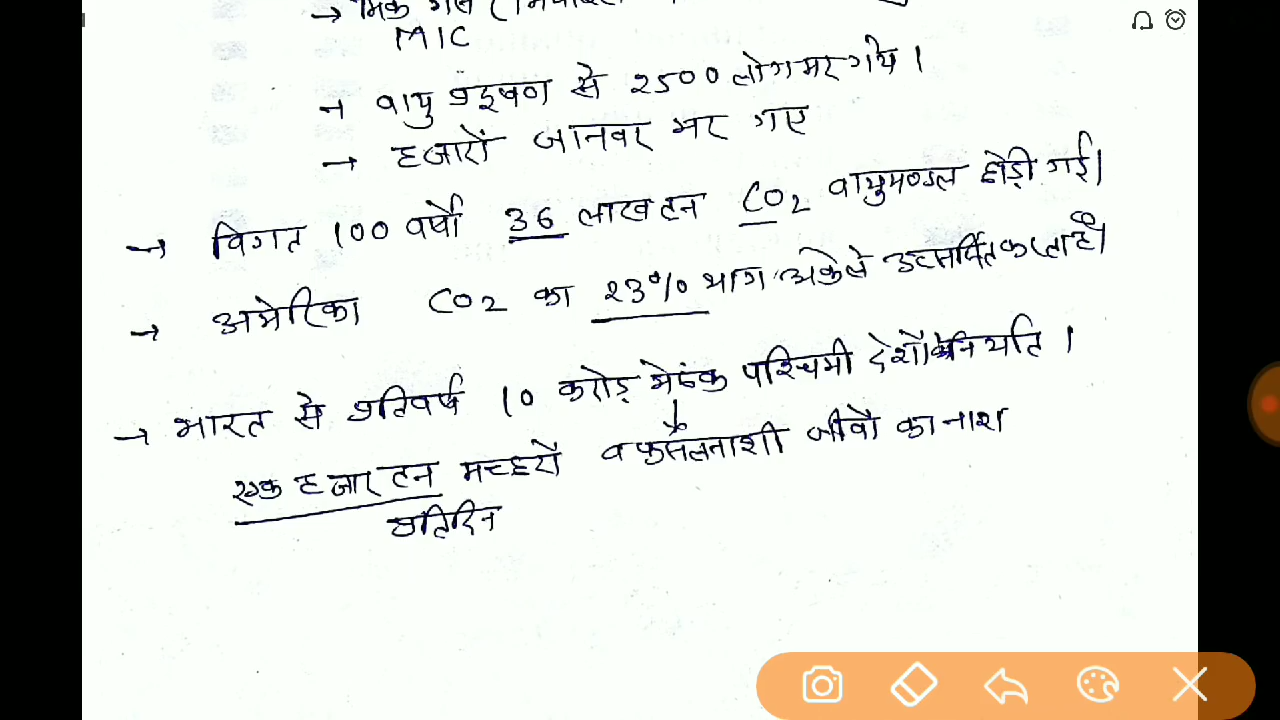 → मिक गैस (
MIC
→ वायु प्रदूषण से 2500 लोग मर गये।
→ हजारों जानवर मर गए
→ विगत 100 वर्षों 36 लाख टन CO2 वायुमण्डल छोड़ी गई।
→ अमेरिका CO2 का 23% भाग अकेले उत्सर्जित करता है।
→ भारत से प्रतिवर्ष 10 करोड़ मेंढक पश्चिमी देशों को निर्यात।
एक हजार टन मच्छरों व फसलनाशी जीवों का नाश
प्रतिदिन